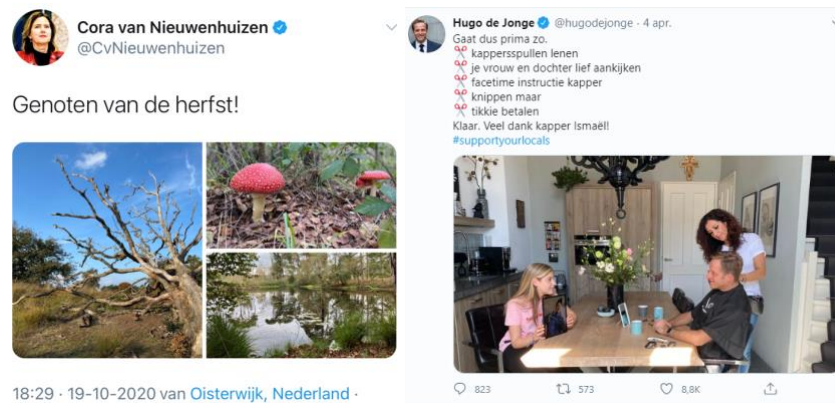 Cora van Nieuwenhuizen
@CvNieuwenhuizen
Genoten van de herfst!
18:29 · 19-10-2020 van Oisterwijk, Nederland ·
Hugo de Jonge @hugodejonge · 4 apr.
Gaat dus prima zo.
kappersspullen lenen
je vrouw en dochter lief aankijken
facetime instructie kapper
knippen maar
tikkie betalen
Klaar. Veel dank kapper Ismaël!
#supportyourlocals
823 573 8,8K